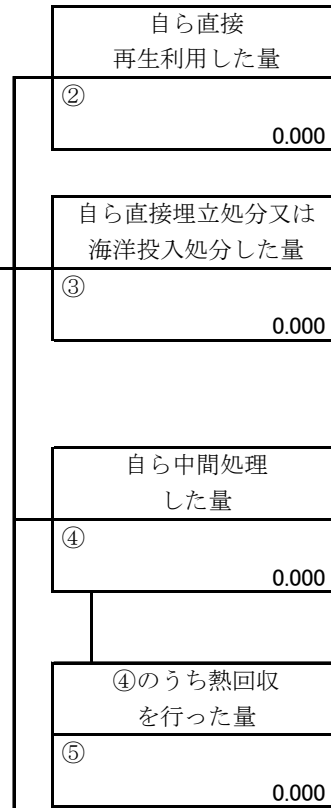 自ら直接
再生利用した量
②
0.000
自ら直接埋立処分又は
海洋投入処分した量
③
0.000
自ら中間処理
した量
④
0.000
④のうち熱回収
を行った量
⑤
0.000